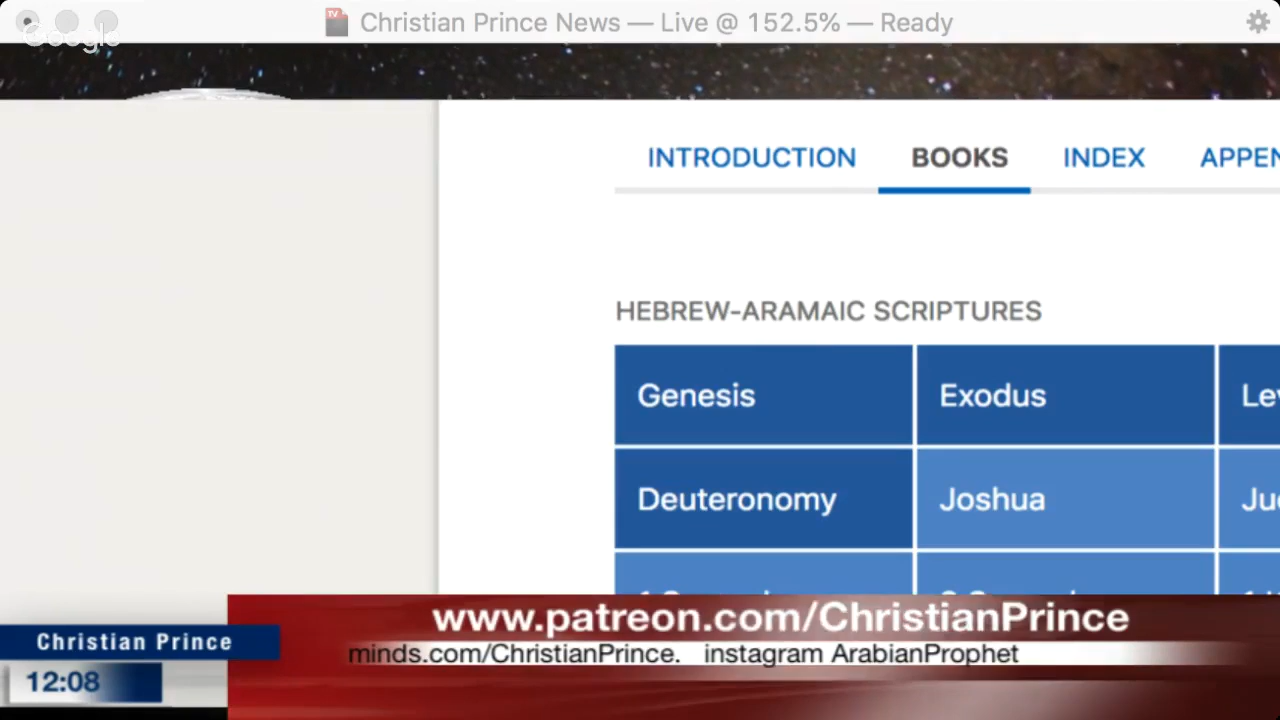 Christian Prince News — Live @ 152.5% — Ready
Google
INTRODUCTION BOOKS INDEX
HEBREW-ARAMAIC SCRIPTURES
Genesis Exodus
Deuteronomy Joshua
www.patreon.com/ChristianPrince
Christian Prince
minds.com/ChristianPrince. instagram ArabianProphet
12:08